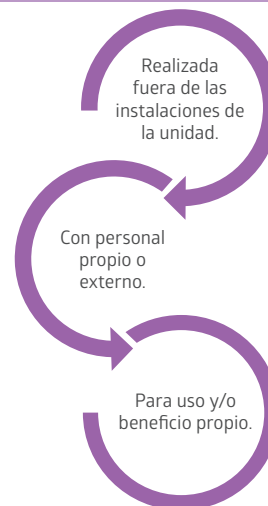 Realizada
fuera de las
instalaciones de
la unidad.
Con personal
propio o
externo.
Para uso y/o
beneficio propio.